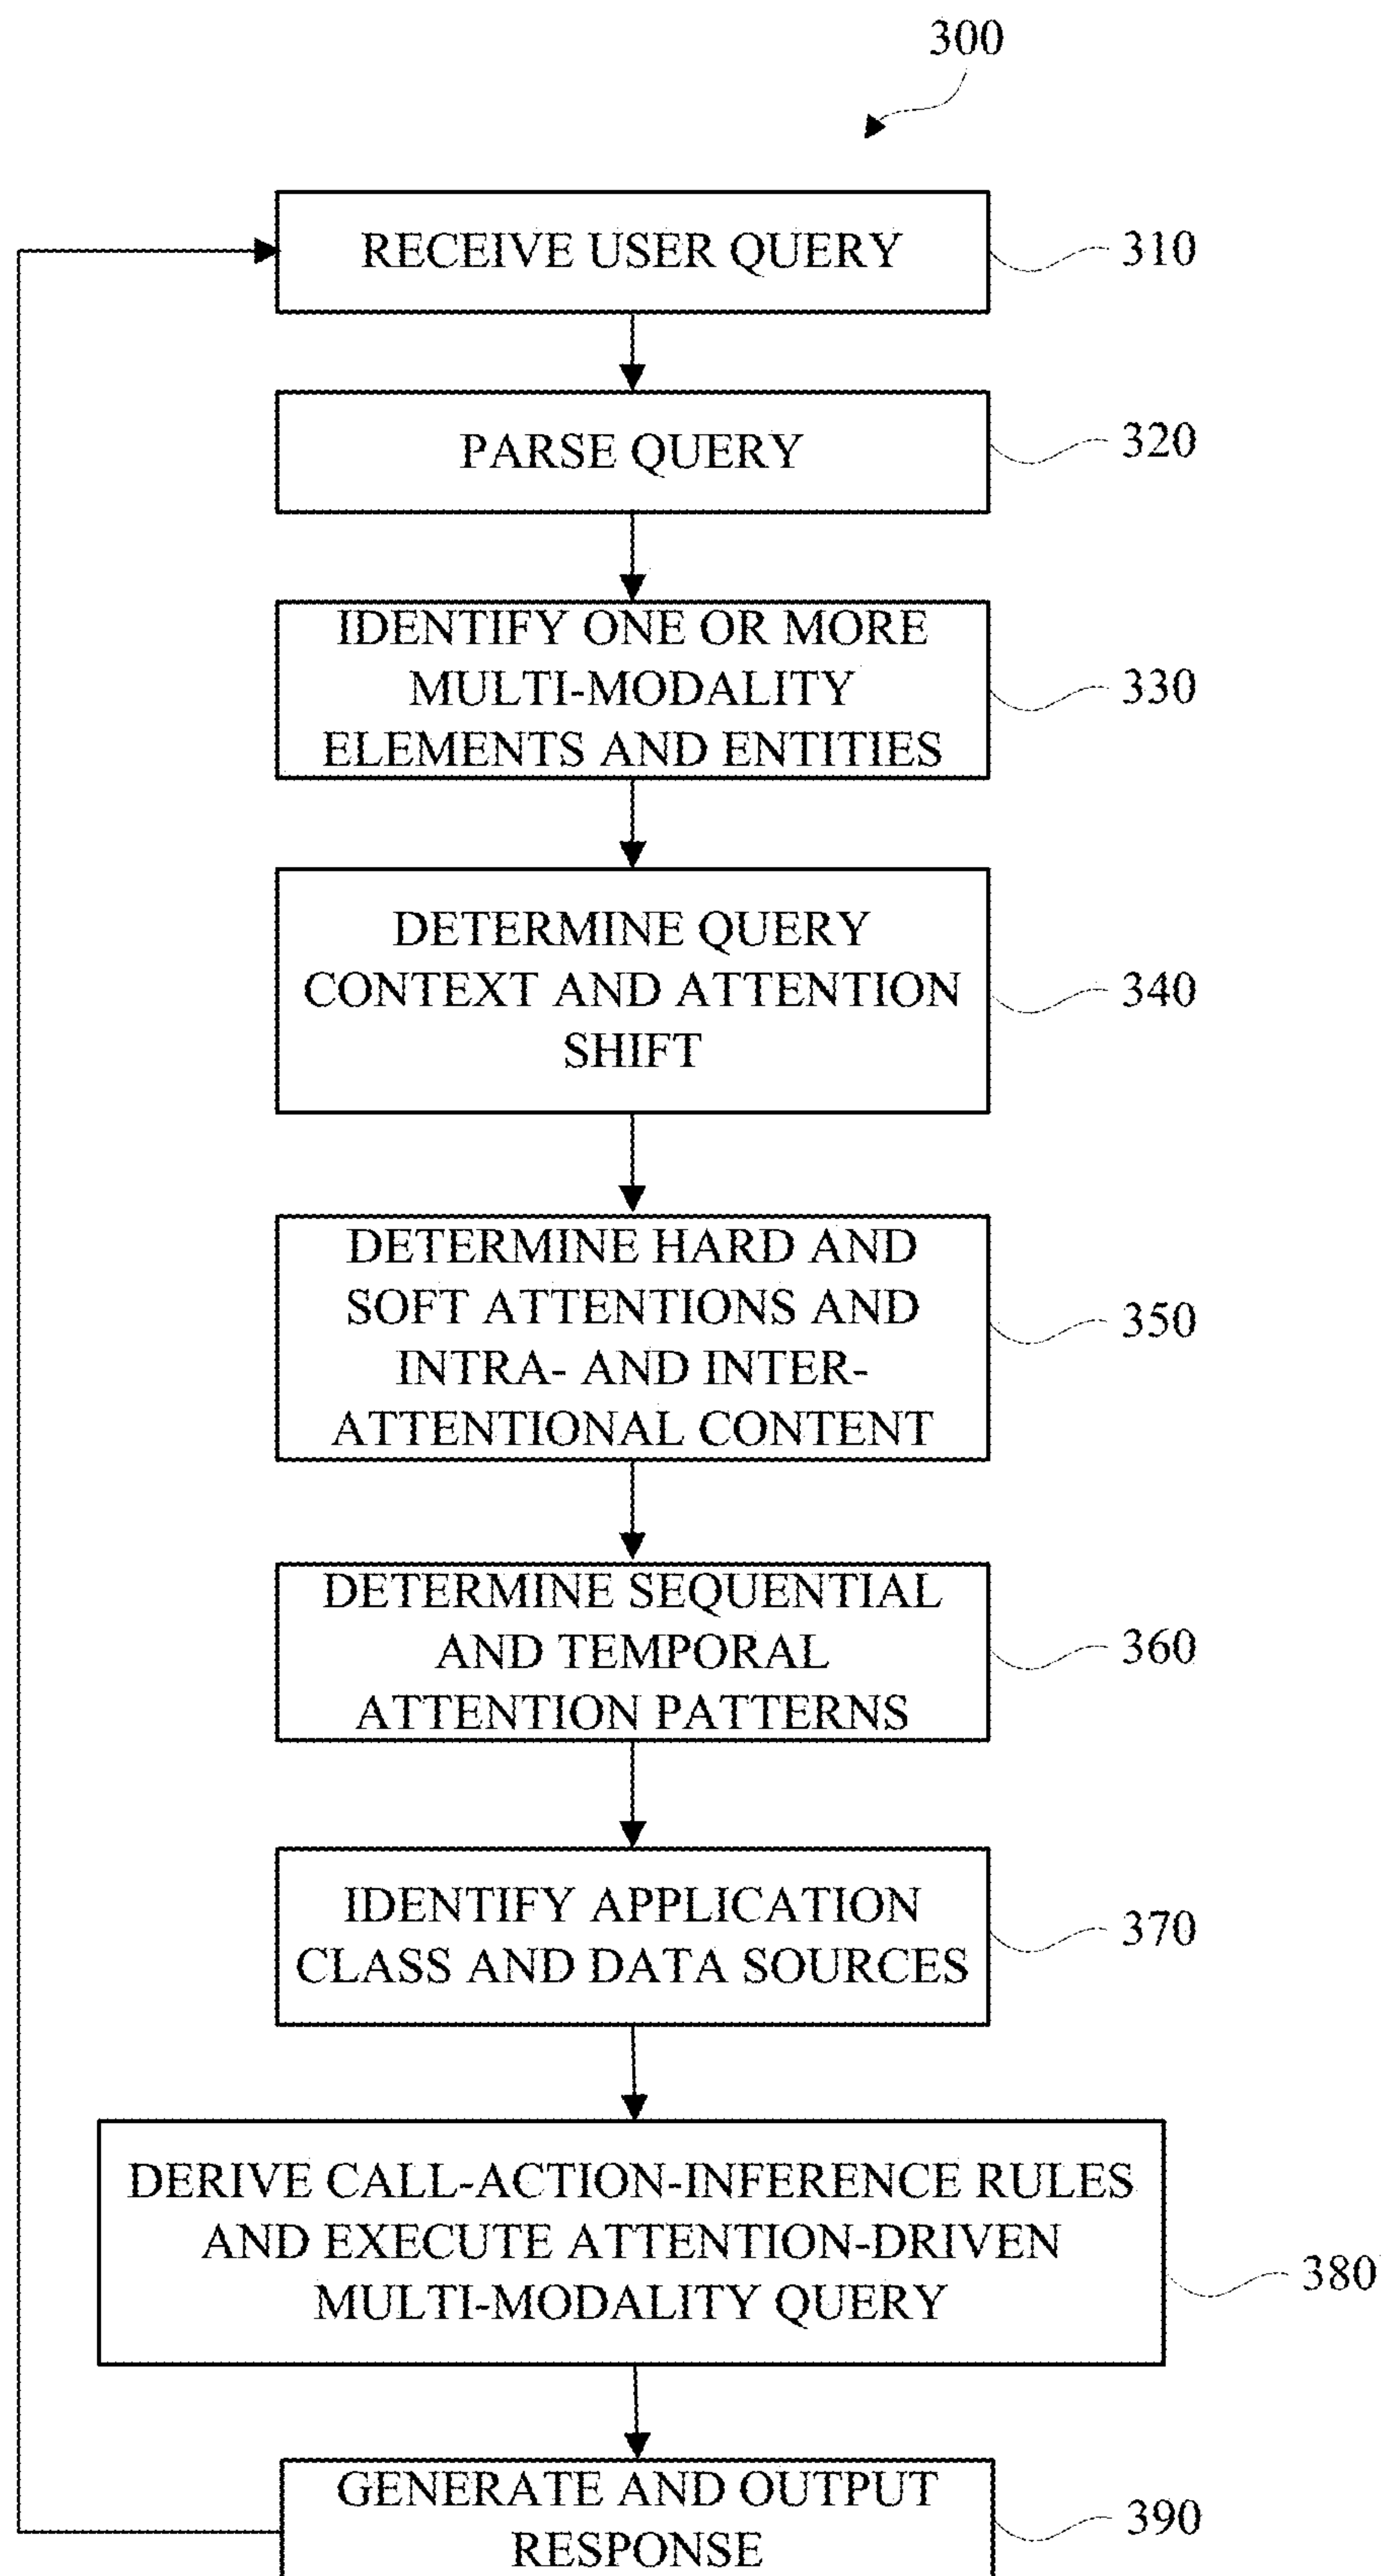 300
RECEIVE USER QUERY
310
PARSE QUERY
320
IDENTIFY ONE OR MORE
MULTI-MODALITY
ELEMENTS AND ENTITIES
330
DETERMINE QUERY
CONTEXT AND ATTENTION
SHIFT
340
DETERMINE HARD AND
SOFT ATTENTIONS AND
INTRA- AND INTER-
ATTENTIONAL CONTENT
350
DETERMINE SEQUENTIAL
AND TEMPORAL
ATTENTION PATTERNS
360
IDENTIFY APPLICATION
CLASS AND DATA SOURCES
370
DERIVE CALL-ACTION-INFERENCE RULES
AND EXECUTE ATTENTION-DRIVEN
MULTI-MODALITY QUERY
380
GENERATE AND OUTPUT
RESPONSE
390